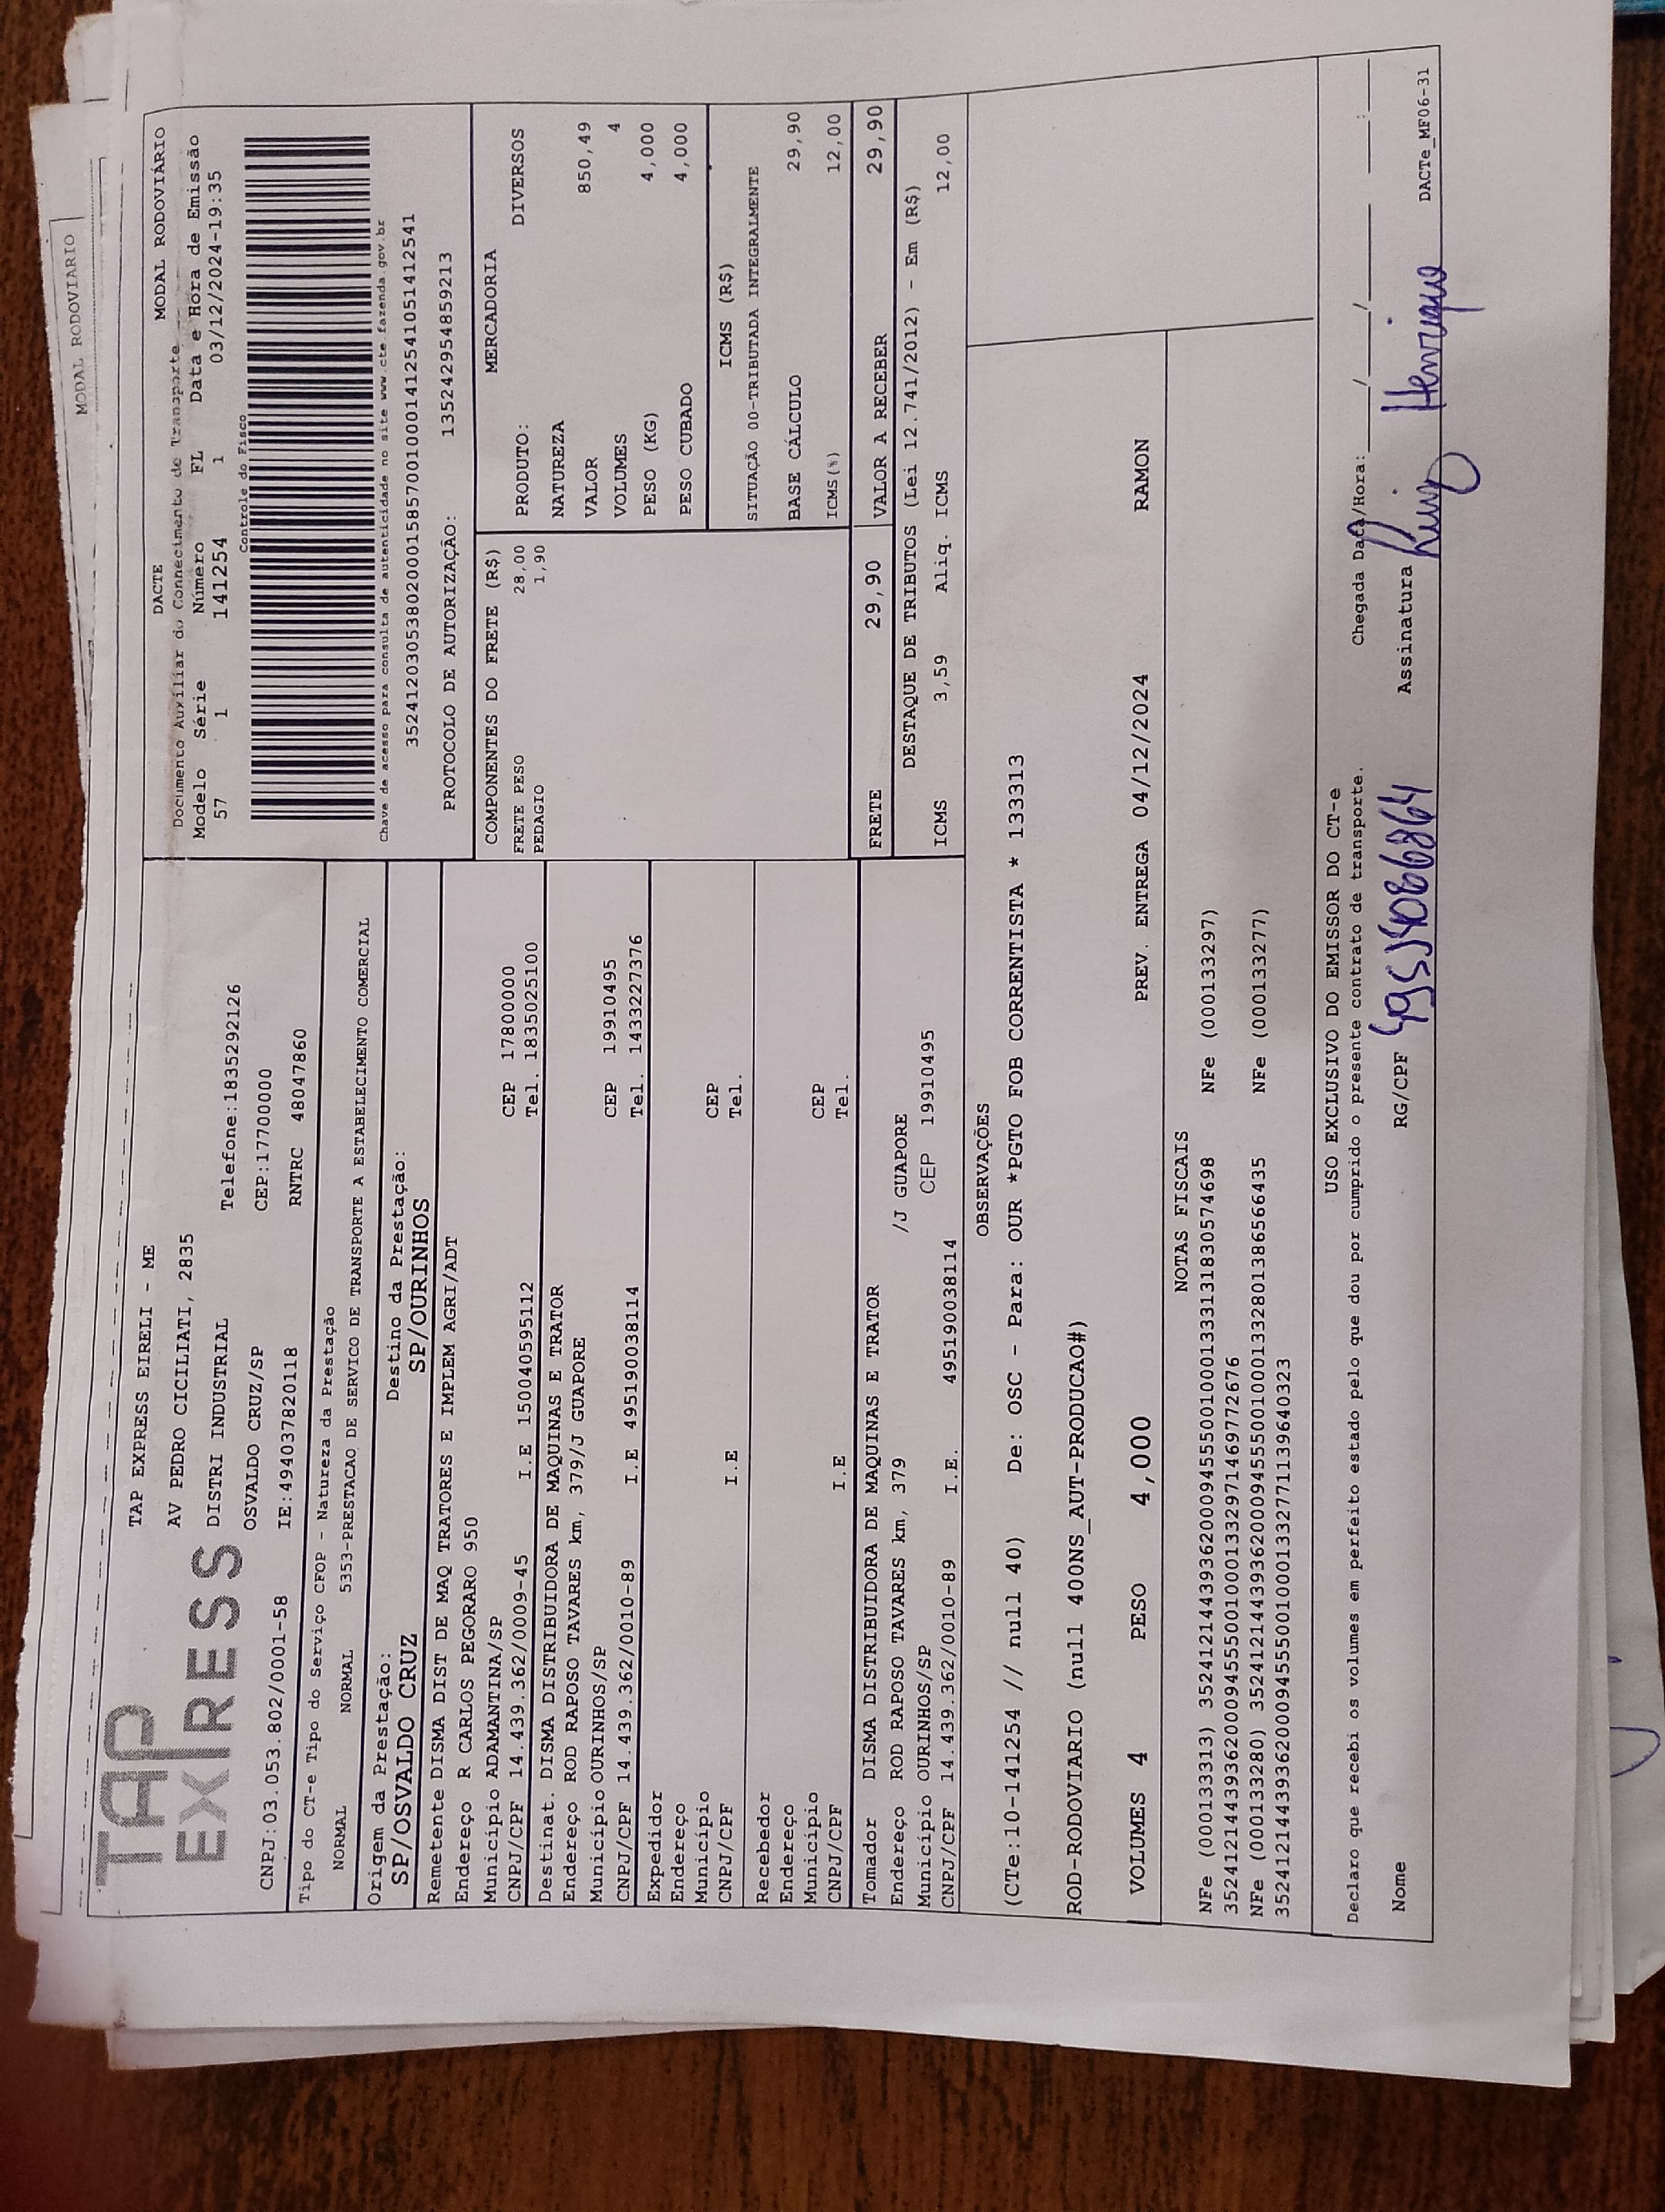 MODAL RODOVIARIO
TAP
EXPRESS
TAP EXPRESS EIRELI - ME
AV PEDRO CICILIATI, 2835
DISTRI INDUSTRIAL
Telefone:1835292126
OSVALDO CRUZ/SP
CEP:17700000
CNPJ:03.053.802/0001-58
IE:494037820118
RNTRC 48047860
DACTE
MODAL RODOVIÁRIO
Documento Auxiliar do Conhecimento de Transporte
Modelo Série Número FL Data e Hora de Emissão
57 1 141254 1 03/12/2024-19:35
Controle do Fisco
Chave de acesso para consulta de autenticidade no site www.cte.fazenda.gov.br
35241203053802000158570010001412541051412541
PROTOCOLO DE AUTORIZAÇÃO: 135242954859213
Tipo do CT-e Tipo do Serviço CFOP - Natureza da Prestação
NORMAL NORMAL 5353-PRESTACAO DE SERVICO DE TRANSPORTE A ESTABELECIMENTO COMERCIAL
Origem da Prestação: Destino da Prestação:
SP/OSVALDO CRUZ SP/OURINHOS
Remetente DISMA DIST DE MAQ TRATORES E IMPLEM AGRI/ADT
Endereço R CARLOS PEGORARO 950
Município ADAMANTINA/SP CEP 17800000
CNPJ/CPF 14.439.362/0009-45 I.E 15004059​5112 Tel. 1835025100
Destinat. DISMA DISTRIBUIDORA DE MAQUINAS E TRATOR
Endereço ROD RAPOSO TAVARES km, 379/J GUAPORE
Município OURINHOS/SP CEP 19910495
CNPJ/CPF 14.439.362/0010-89 I.E 495190038114 Tel. 1433227376
Expedidor
Endereço
Município CEP
CNPJ/CPF I.E Tel.
Recebedor
Endereço
Município CEP
CNPJ/CPF I.E Tel.
Tomador DISMA DISTRIBUIDORA DE MAQUINAS E TRATOR
Endereço ROD RAPOSO TAVARES km, 379 /J GUAPORE
Município OURINHOS/SP CEP 19910495
CNPJ/CPF 14.439.362/0010-89 I.E. 495190038114
COMPONENTES DO FRETE (R$)
FRETE PESO 28,00
PEDAGIO 1,90
MERCADORIA
PRODUTO: DIVERSOS
NATUREZA
VALOR 850,49
VOLUMES 4
PESO (KG) 4,000
PESO CUBADO 4,000
ICMS (R$)
SITUAÇÃO 00-TRIBUTADA INTEGRALMENTE
BASE CÁLCULO 29,90
ICMS(%) 12,00
FRETE 29,90 VALOR A RECEBER 29,90
DESTAQUE DE TRIBUTOS (Lei 12.741/2012) - Em (R$)
ICMS 3,59 Aliq. ICMS 12,00
OBSERVAÇÕES
(CTe:10-141254 // null 40) De: OSC - Para: OUR *PGTO FOB CORRENTISTA * 133313
ROD-RODOVIARIO (null 400NS_AUT-PRODUCAO#)
VOLUMES 4 PESO 4,000 PREV. ENTREGA 04/12/2024 RAMON
NOTAS FISCAIS
NFe (000133313) 35241214439362000945550010001333131830574698 NFe (000133297)
35241214439362000945550010001332971469772676
NFe (000133280) 35241214439362000945550010001332801386566435 NFe (000133277)
352412144393620009455500100013327711139640323
USO EXCLUSIVO DO EMISSOR DO CT-e
Declaro que recebi os volumes em perfeito estado pelo que dou por cumprido o presente contrato de transporte. Chegada Data/Hora: ___/___/___ ___:___
Nome RG/CPF Assinatura Luiz Henrique
DACTe_MF06-31